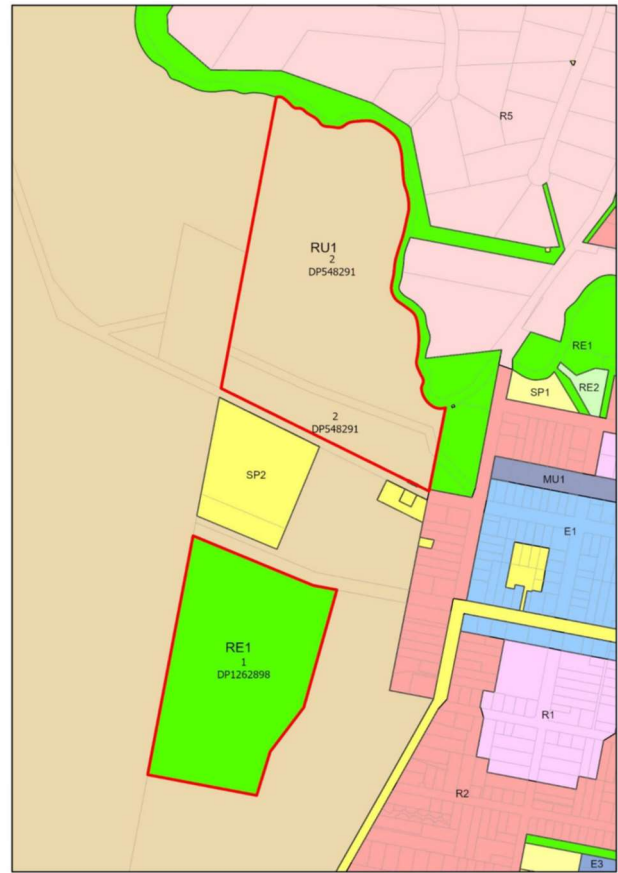 R5
RU1
2
DP548291
RE1
RE2
SP1
2
DP548291
SP2
MU1
E1
RE1
1
DP1262898
R1
R2
E3